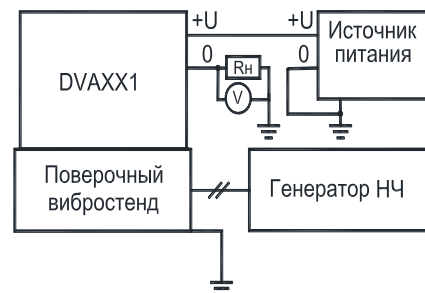 +U
+U
Источник
питания
0
0
DVAXX1
Rн
V
Поверочный
вибростенд
Генератор НЧ